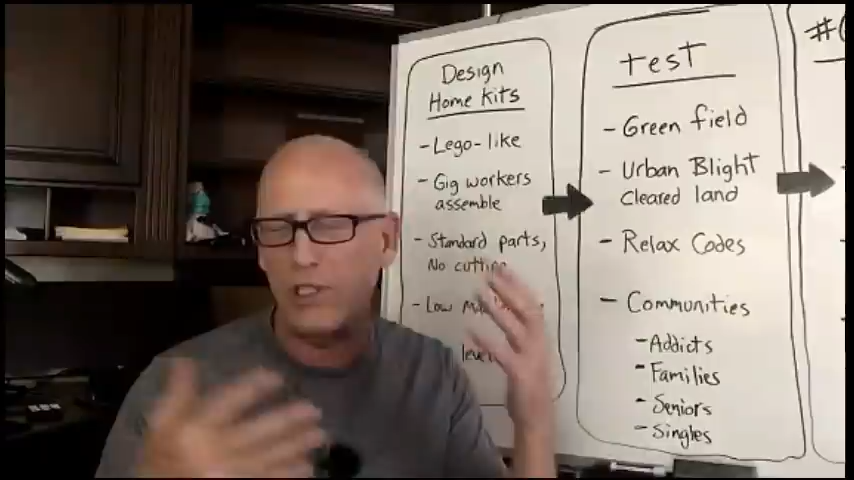 Design
Home Kits
- Lego-like
- Gig workers
assemble
- Standard parts,
No
- Low
test
- Green field
- Urban Blight
Cleared land
- Relax Codes
- Communities
- Addicts
- Families
- Seniors
- Singles
#